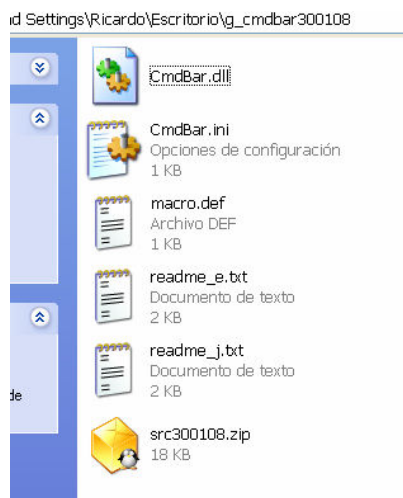 nd Settings\Ricardo\Escritorio\g_cmdbar300108
CmdBar.dll
CmdBar.ini
Opciones de configuración
1 KB
macro.def
Archivo DEF
1 KB
readme_e.txt
Documento de texto
2 KB
readme_j.txt
Documento de texto
2 KB
de
src300108.zip
18 KB